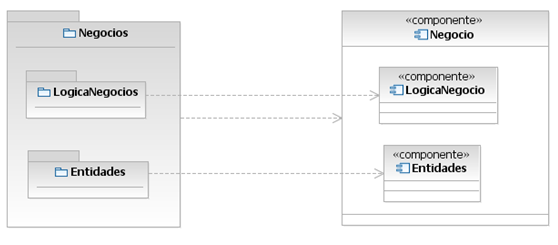 Negocios
LogicaNegocios
Entidades
«componente»
Negocio
«componente»
LogicaNegocio
«componente»
Entidades